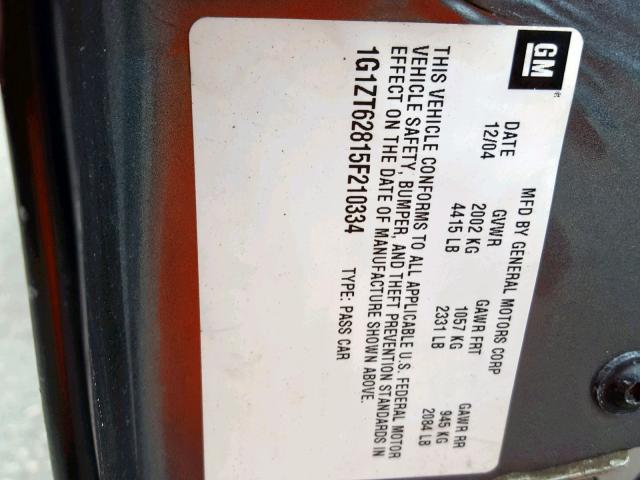 GM
®
MFD BY GENERAL MOTORS CORP
DATE GVWR GAWR FRT GAWR RR
12/04 2002 KG 1057 KG 945 KG
4415 LB 2331 LB 2084 LB
THIS VEHICLE CONFORMS TO ALL APPLICABLE U.S. FEDERAL MOTOR
VEHICLE SAFETY, BUMPER, AND THEFT PREVENTION STANDARDS IN
EFFECT ON THE DATE OF MANUFACTURE SHOWN ABOVE.
1G1ZT62815F210334 TYPE: PASS CAR